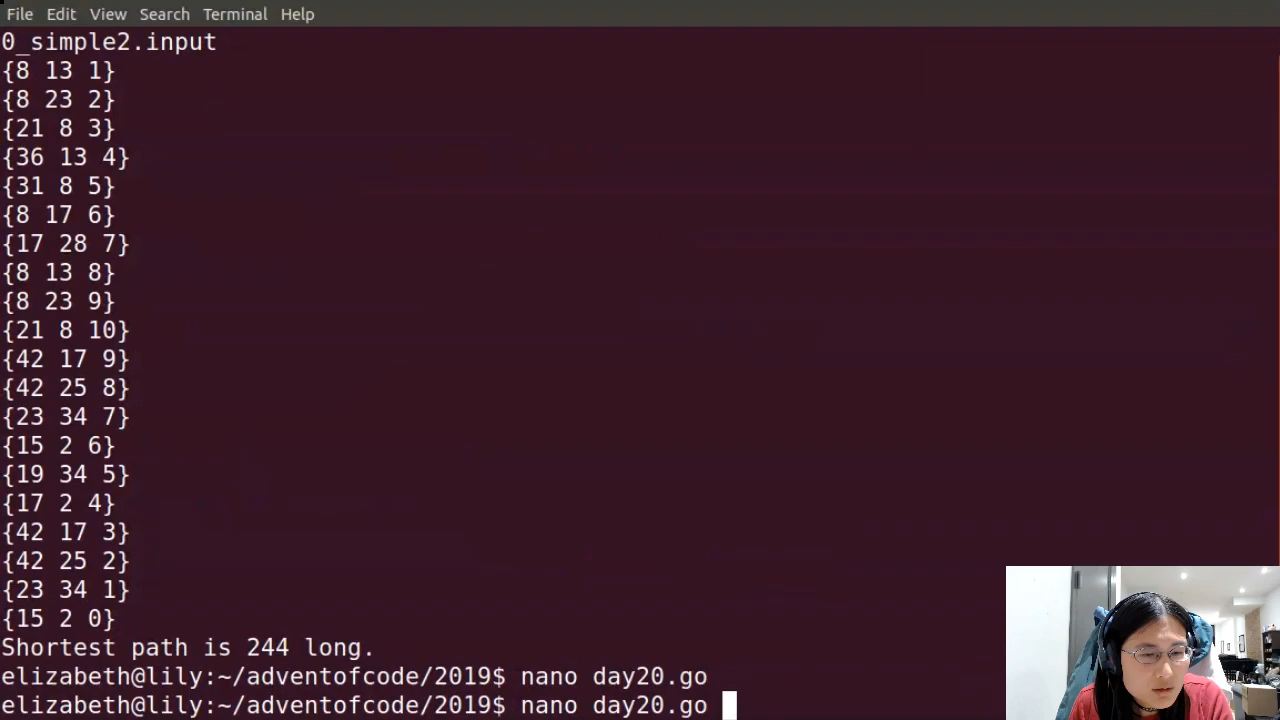 File Edit View Search Terminal Help
0_simple2.input
{8 13 1}
{8 23 2}
{21 8 3}
{36 13 4}
{31 8 5}
{8 17 6}
{17 28 7}
{8 13 8}
{8 23 9}
{21 8 10}
{42 17 9}
{42 25 8}
{23 34 7}
{15 2 6}
{19 34 5}
{17 2 4}
{42 17 3}
{42 25 2}
{23 34 1}
{15 2 0}
Shortest path is 244 long.
elizabeth@lily:~/adventofcode/2019$ nano day20.go
elizabeth@lily:~/adventofcode/2019$ nano day20.go